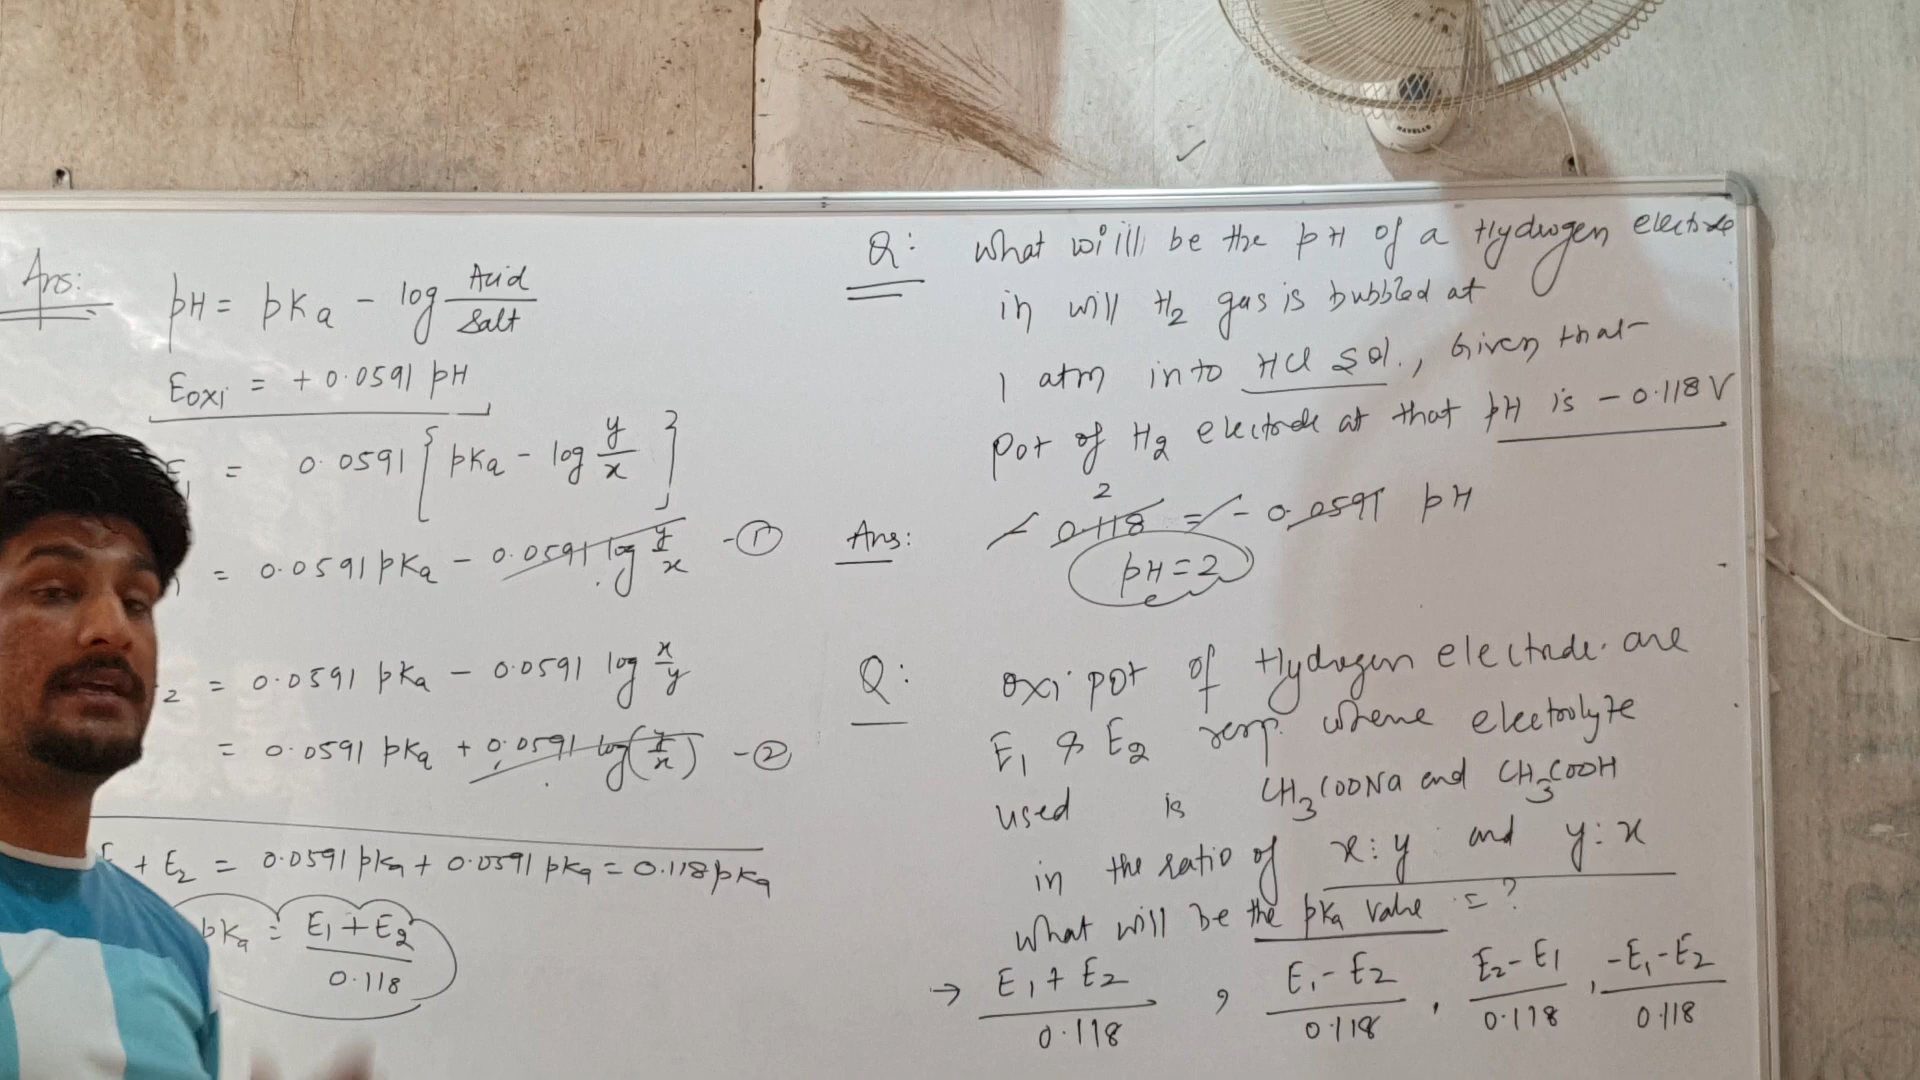 HAVELLS
Ans:
pH = pKa - log Acid/Salt
Eoxi = + 0.0591 pH
= 0.0591 { pKa - log y/x }
= 0.0591 pKa - 0.0591 log y/x - ①
2 = 0.0591 pKa - 0.0591 log x/y
= 0.0591 pKa + 0.0591 log(y/x) - ②
+ E2 = 0.0591 pKa + 0.0591 pKa = 0.118 pKa
pKa = E1 + E2 / 0.118
Q: What wi illl be the pH of a Hydrogen electrode
in will H2 gas is bubbled at
1 atm into HCl Sol., Given that
Pot of H2 electrode at that pH is - 0.118 V
2
Ans: - 0.118 = - 0.0591 pH
pH = 2
Q: oxi pot of Hydrogen electrode are
E1 & E2 resp. where electrolyte
used is CH3COONa and CH3COOH
in the ratio of x:y and y:x
What will be the pKa value = ?
→ E1 + E2 / 0.118 , E1 - E2 / 0.118 , E2 - E1 / 0.118 , -E1 - E2 / 0.118